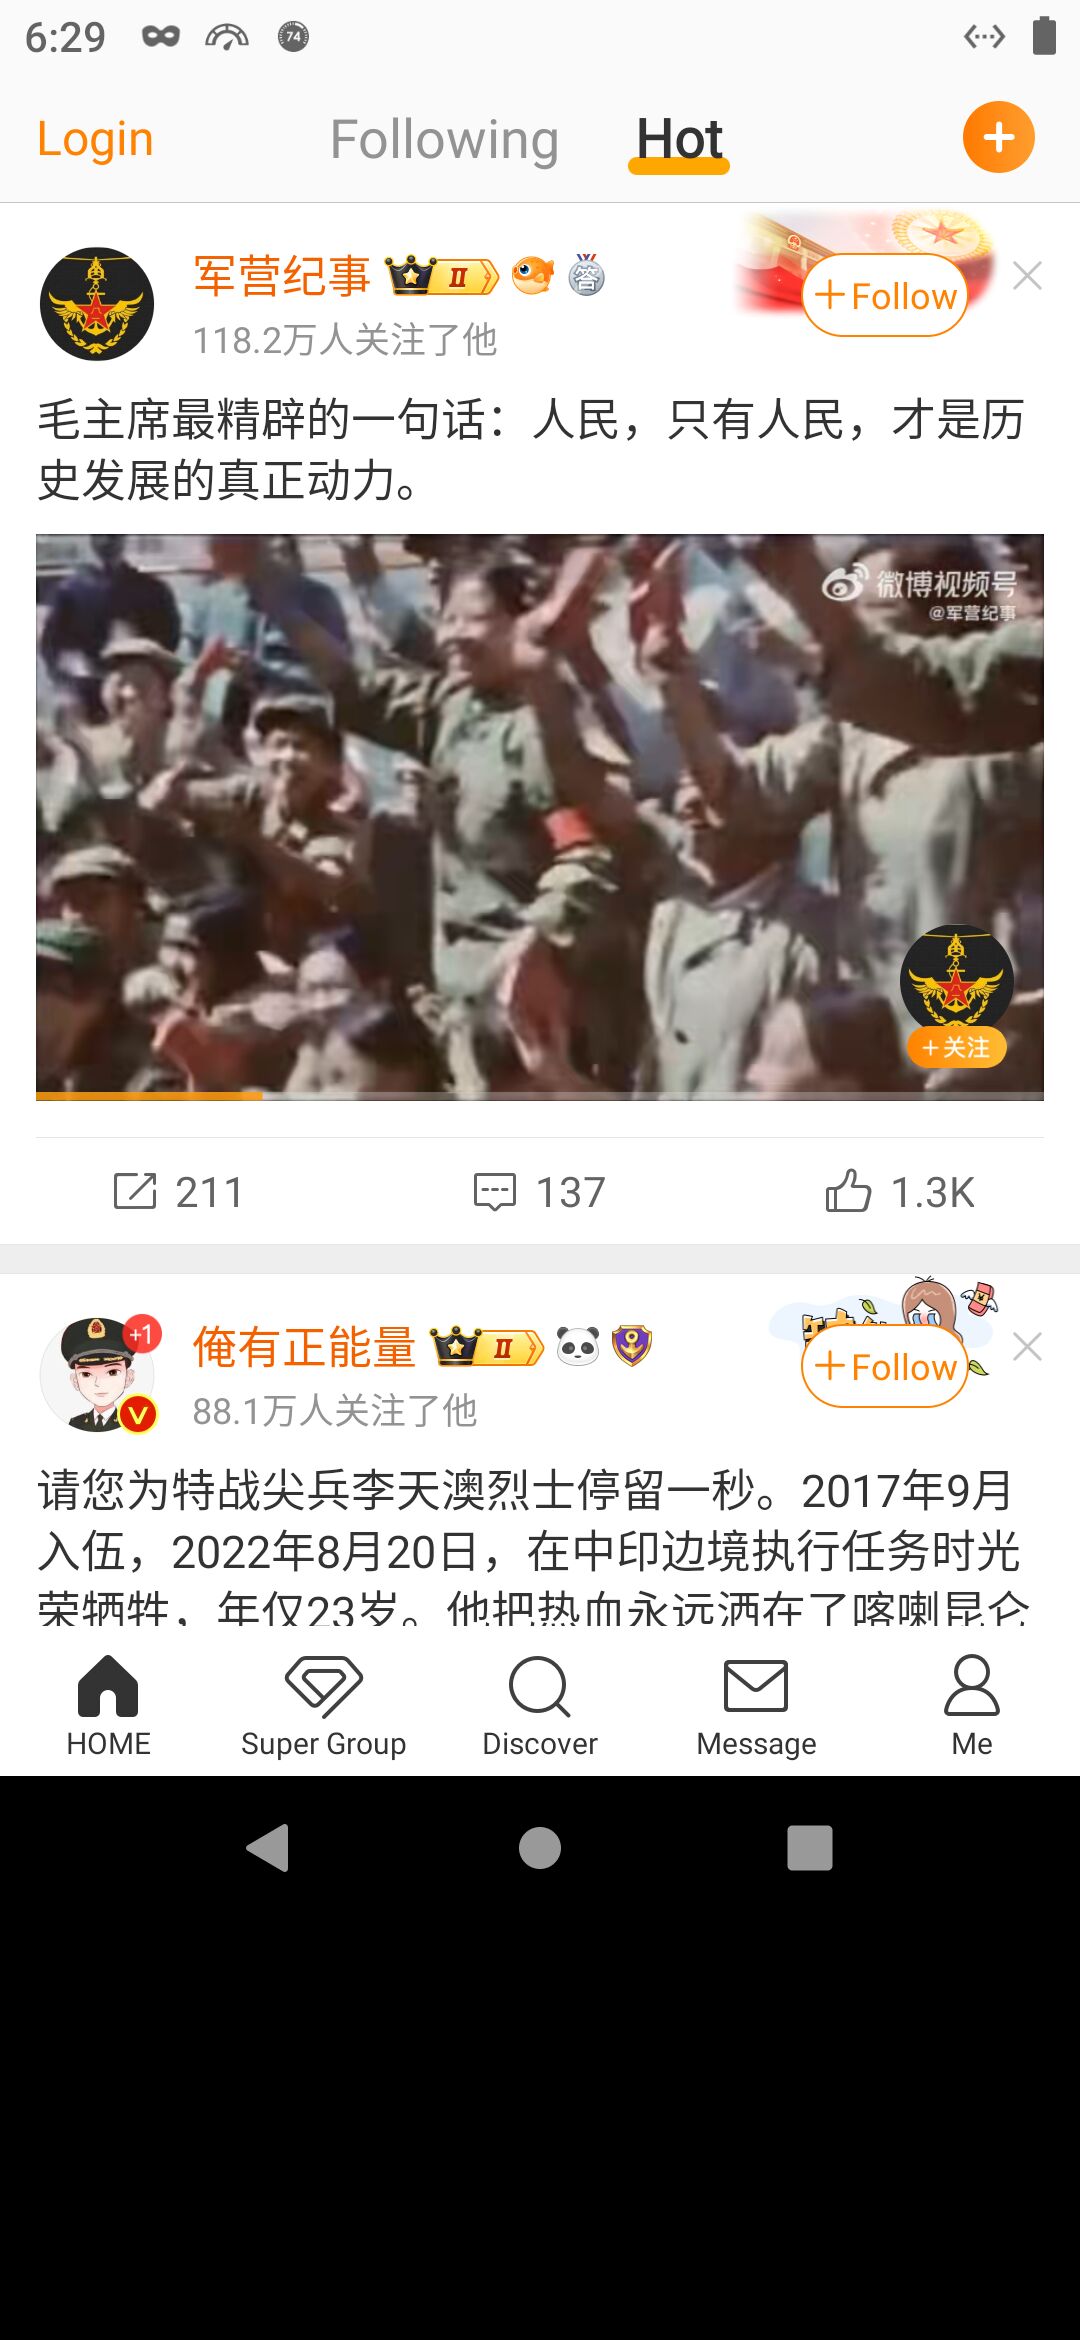 6:29
74
Login
Following
Hot
军营纪事
II
答
118.2万人关注了他
+Follow
毛主席最精辟的一句话：人民，只有人民，才是历
史发展的真正动力。
微博视频号
@军营纪事
+关注
211
137
1.3K
+1
V
俺有正能量
II
88.1万人关注了他
+Follow
请您为特战尖兵李天澳烈士停留一秒。2017年9月
入伍，2022年8月20日，在中印边境执行任务时光
荣牺牲，年仅23岁。他把热血永远洒在了喀喇昆仑
HOME
Super Group
Discover
Message
Me